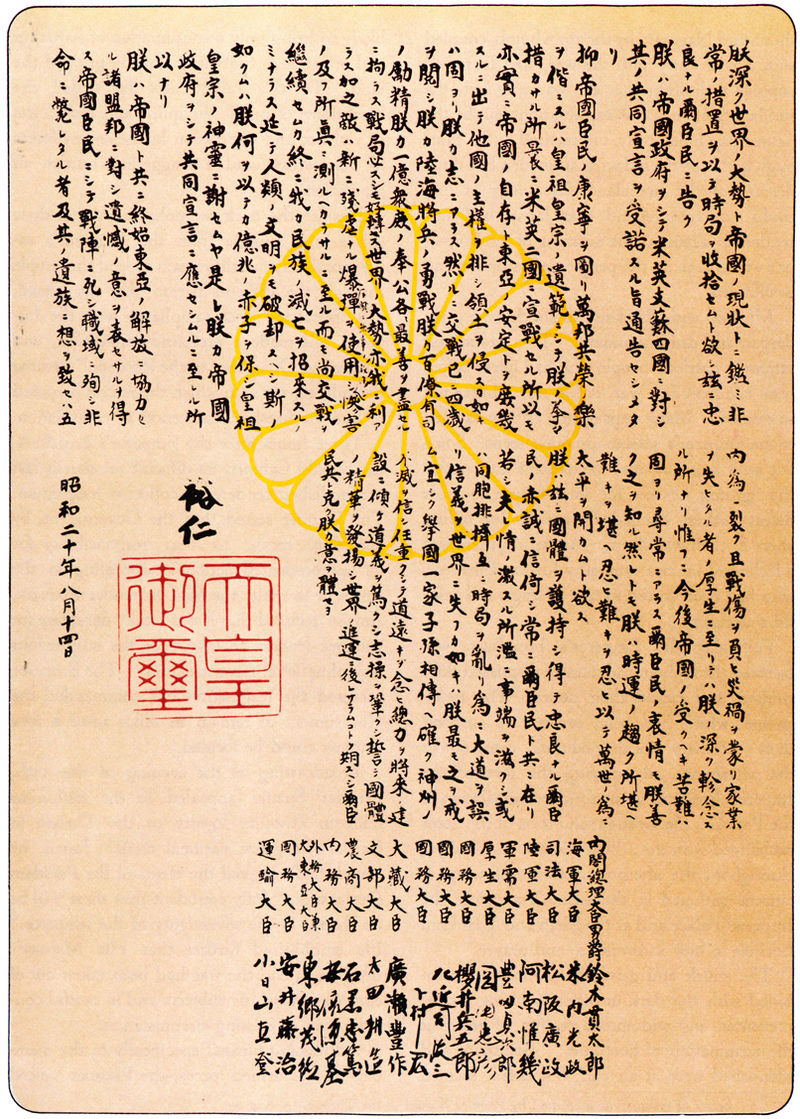 朕深ク世界ノ大勢ト帝國ノ現狀トニ鑑ミ非
常ノ措置ヲ以テ時局ヲ收拾セムト欲シ茲ニ忠
良ナル爾臣民ニ告ク
朕ハ帝國政府ヲシテ米英支蘇四國ニ對シ
其ノ共同宣言ヲ受諾スル旨通告セシメタ
リ
抑帝國臣民ノ康寧ヲ圖リ萬邦共榮ノ樂
ヲ偕ニスルハ皇祖皇宗ノ遺範ニシテ朕ノ拳々
措カサル所曩ニ米英二國ニ宣戰セル所以モ
亦實ニ帝國ノ自存ト東亞ノ安定トヲ庶幾
スルニ出テ他國ノ主權ヲ排シ領土ヲ侵スカ如キ
ハ固ヨリ朕カ志ニアラス然ルニ交戰已ニ四歳
ヲ閲シ朕カ陸海將兵ノ勇戰朕カ百僚有司
ノ勵精朕カ一億衆庶ノ奉公各最善ヲ盡セル
ニ拘ラス戰局必スシモ好轉セス世界ノ大勢亦我ニ利ア
ラス加之敵ハ新ニ殘虐ナル爆彈ヲ使用シ慘害
ノ及フ所眞ニ測ルヘカラサルニ至ル而モ尚交戰ヲ
繼續セムカ終ニ我カ民族ノ滅亡ヲ招來スルノ
ミナラス延テ人類ノ文明ヲモ破却スヘシ斯ノ
如クムハ朕何ヲ以テカ億兆ノ赤子ヲ保シ皇祖
皇宗ノ神靈ニ謝セムヤ是レ朕カ帝國
政府ヲシテ共同宣言ニ應セシムルニ至レル所
以ナリ
朕ハ帝國ト共ニ終始東亞ノ解放ニ協力セ
ル諸盟邦ニ對シ遺憾ノ意ヲ表セサルヲ得
ス帝國臣民ニシテ戰陣ニ死シ職域ニ殉シ非
命ニ斃レタル者及其ノ遺族ニ想ヲ致セハ五
内爲ニ裂ク且戰傷ヲ負ヒ災禍ヲ蒙リ家業
ヲ失ヒタル者ノ厚生ニ至リテハ朕ノ深ク軫念ス
ル所ナリ惟フニ今後帝國ノ受クヘキ苦難ハ
固ヨリ尋常ニアラス爾臣民ノ衷情モ朕善
ク之ヲ知ル然レトモ朕ハ時運ノ趨ク所堪ヘ
難キヲ堪ヘ忍ヒ難キヲ忍ヒ以テ萬世ノ爲ニ
太平ヲ開カムト欲ス
朕ハ茲ニ國體ヲ護持シ得テ忠良ナル爾臣
民ノ赤誠ニ信倚シ常ニ爾臣民ト共ニ在リ
若シ夫レ情ノ激スル所濫ニ事端ヲ滋クシ或
ハ同胞排擠互ニ時局ヲ亂リ爲ニ大道ヲ誤
リ信義ヲ世界ニ失フカ如キハ朕最モ之ヲ戒
ム宜シク擧國一家子孫相傳ヘ確ク神州ノ
不滅ヲ信シ任重クシテ道遠キヲ念ヒ總力ヲ將來ノ建
設ニ傾ケ道義ヲ篤クシ志操ヲ鞏クシ誓テ國體
ノ精華ヲ發揚シ世界ノ進運ニ後レサラムコトヲ期スヘシ爾臣
民其レ克ク朕カ意ヲ體セヨ
裕仁
天皇
御璽
昭和二十年八月十四日
内閣總理大臣男爵鈴木貫太郎
海軍大臣 米内光政
司法大臣 松阪廣政
陸軍大臣 阿南惟幾
軍需大臣 豊田貞次郎
厚生大臣 岡田忠彦
國務大臣 櫻井兵五郎
國務大臣 左近司政三
國務大臣 下村宏
大藏大臣 廣瀬豊作
文部大臣 太田耕造
農商大臣 石黒忠篤
内務大臣 安倍源基
外務大臣兼大東亞大臣 東郷茂徳
國務大臣 安井藤治
運輸大臣 小日山直登